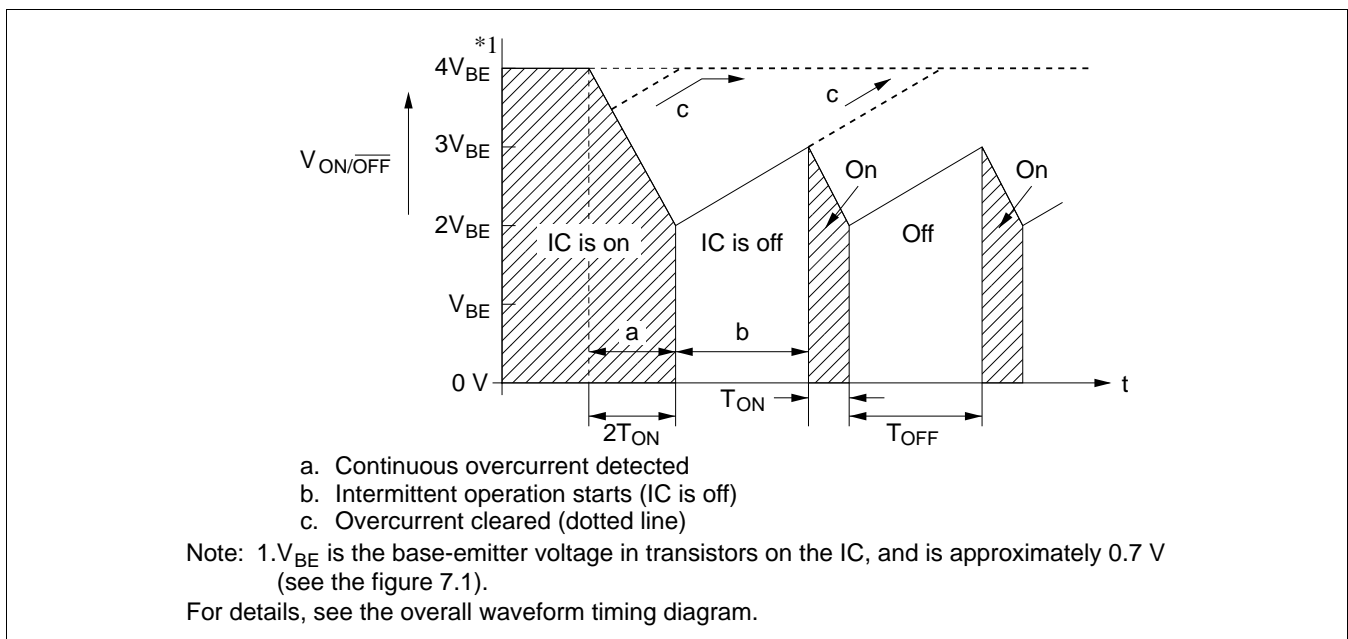 *1
4VBE
c
c
3VBE
VON/OFF
On
On
2VBE
IC is on
IC is off
Off
VBE
a
b
0 V
t
TON
2TON
TOFF
a. Continuous overcurrent detected
b. Intermittent operation starts (IC is off)
c. Overcurrent cleared (dotted line)
Note: 1.VBE is the base-emitter voltage in transistors on the IC, and is approximately 0.7 V
(see the figure 7.1).
For details, see the overall waveform timing diagram.